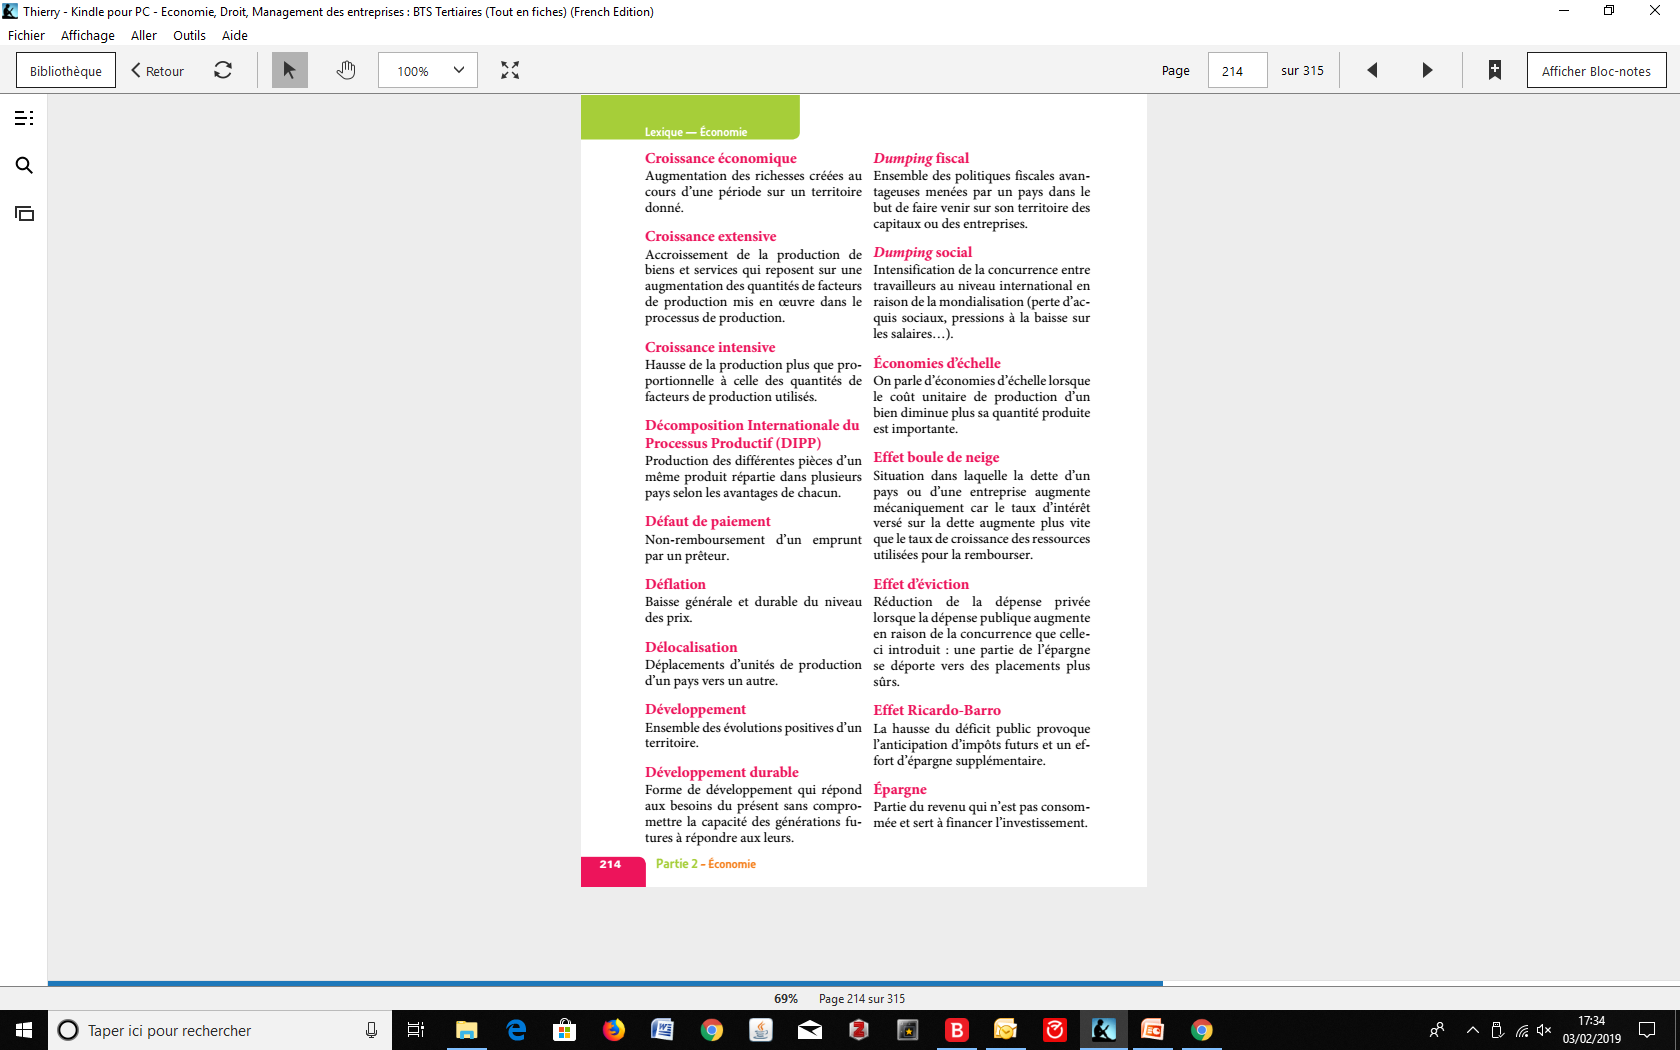 Thierry - Kindle pour PC - Economie, Droit, Management des entreprises : BTS Tertiaires (Tout en fiches) (French Edition)
Fichier Affichage Aller Outils Aide
Bibliothèque Retour 100% Page 214 sur 315 Afficher Bloc-notes
Lexique — Économie
Croissance économique
Augmentation des richesses créées au
cours d'une période sur un territoire
donné.
Croissance extensive
Accroissement de la production de
biens et services qui reposent sur une
augmentation des quantités de facteurs
de production mis en œuvre dans le
processus de production.
Croissance intensive
Hausse de la production plus que pro-
portionnelle à celle des quantités de
facteurs de production utilisés.
Décomposition Internationale du
Processus Productif (DIPP)
Production des différentes pièces d'un
même produit répartie dans plusieurs
pays selon les avantages de chacun.
Défaut de paiement
Non-remboursement d'un emprunt
par un prêteur.
Déflation
Baisse générale et durable du niveau
des prix.
Délocalisation
Déplacements d'unités de production
d'un pays vers un autre.
Développement
Ensemble des évolutions positives d'un
territoire.
Développement durable
Forme de développement qui répond
aux besoins du présent sans compro-
mettre la capacité des générations fu-
tures à répondre aux leurs.
Dumping fiscal
Ensemble des politiques fiscales avan-
tageuses menées par un pays dans le
but de faire venir sur son territoire des
capitaux ou des entreprises.
Dumping social
Intensification de la concurrence entre
travailleurs au niveau international en
raison de la mondialisation (perte d'ac-
quis sociaux, pressions à la baisse sur
les salaires…).
Économies d'échelle
On parle d'économies d'échelle lorsque
le coût unitaire de production d'un
bien diminue plus sa quantité produite
est importante.
Effet boule de neige
Situation dans laquelle la dette d'un
pays ou d'une entreprise augmente
mécaniquement car le taux d'intérêt
versé sur la dette augmente plus vite
que le taux de croissance des ressources
utilisées pour la rembourser.
Effet d'éviction
Réduction de la dépense privée
lorsque la dépense publique augmente
en raison de la concurrence que celle-
ci introduit : une partie de l'épargne
se déporte vers des placements plus
sûrs.
Effet Ricardo-Barro
La hausse du déficit public provoque
l'anticipation d'impôts futurs et un ef-
fort d'épargne supplémentaire.
Épargne
Partie du revenu qui n'est pas consom-
mée et sert à financer l'investissement.
214 Partie 2 – Économie
69% Page 214 sur 315
Taper ici pour rechercher
17:34
03/02/2019